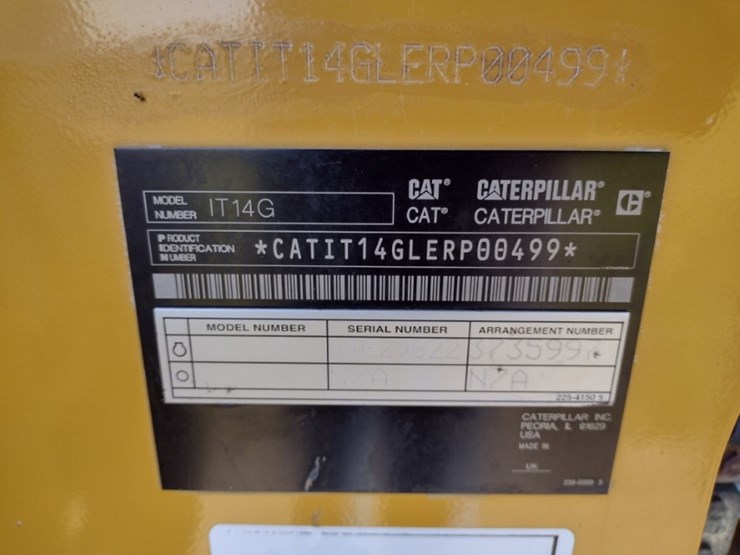 *CATIT14GLERP00499*
CAT® CATERPILLAR®
MODEL NUMBER IT14G
CAT® CATERPILLAR®
PRODUCT IDENTIFICATION NUMBER *CATIT14GLERP00499*
MODEL NUMBER SERIAL NUMBER ARRANGEMENT NUMBER
N/A N/A
225-4150 5
CATERPILLAR INC.
PEORIA, IL 61629
USA
MADE IN
UK